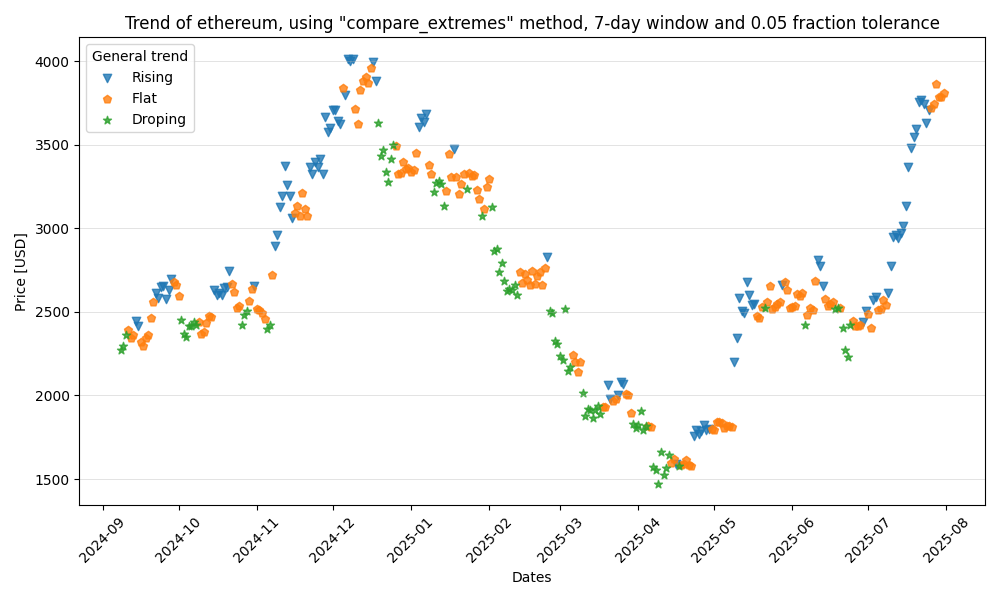 Trend of ethereum, using "compare_extremes" method, 7-day window and 0.05 fraction tolerance
General trend
Rising
Flat
Droping
Price [USD]
4000
3500
3000
2500
2000
1500
2024-09
2024-10
2024-11
2024-12
2025-01
2025-02
2025-03
2025-04
2025-05
2025-06
2025-07
2025-08
Dates